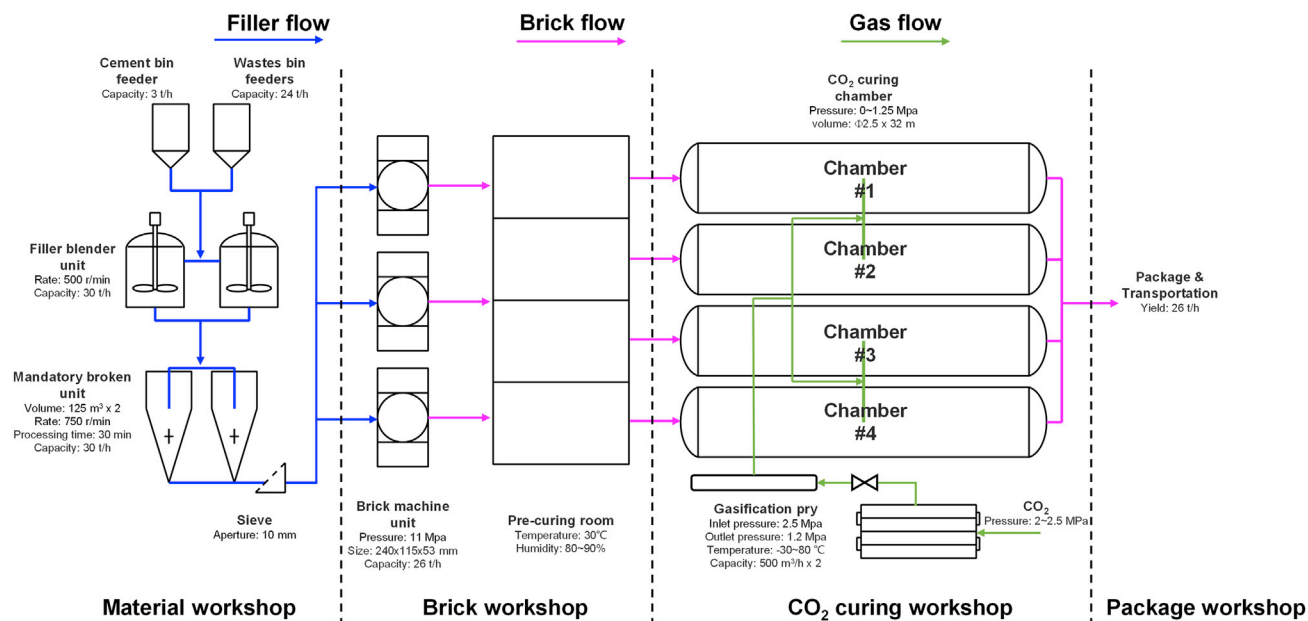 Filler flow
Brick flow
Gas flow
Cement bin
feeder
Capacity: 3 t/h
Wastes bin
feeders
Capacity: 24 t/h
Filler blender
unit
Rate: 500 r/min
Capacity: 30 t/h
Mandatory broken
unit
Volume: 125 m³ x 2
Rate: 750 r/min
Processing time: 30 min
Capacity: 30 t/h
Sieve
Aperture: 10 mm
Brick machine
unit
Pressure: 11 Mpa
Size: 240x115x53 mm
Capacity: 26 t/h
Pre-curing room
Temperature: 30℃
Humidity: 80~90%
CO₂ curing
chamber
Pressure: 0~1.25 Mpa
volume: Φ2.5 x 32 m
Chamber
#1
Chamber
#2
Chamber
#3
Chamber
#4
Gasification pry
Inlet pressure: 2.5 Mpa
Outlet pressure: 1.2 Mpa
Temperature: -30~80 ℃
Capacity: 500 m³/h x 2
CO₂
Pressure: 2~2.5 MPa
Package &
Transportation
Yield: 26 t/h
Material workshop
Brick workshop
CO₂ curing workshop
Package workshop